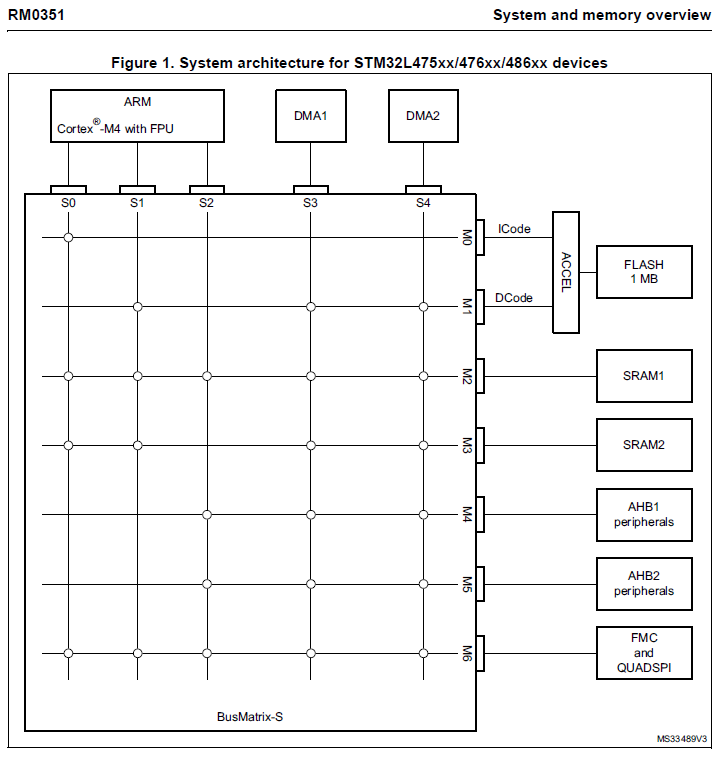 RM0351
System and memory overview
Figure 1. System architecture for STM32L475xx/476xx/486xx devices
ARM
Cortex®-M4 with FPU
DMA1
DMA2
S0
S1
S2
S3
S4
M0
ICode
ACCEL
FLASH
1 MB
M1
DCode
M2
SRAM1
M3
SRAM2
M4
AHB1
peripherals
M5
AHB2
peripherals
M6
FMC
and
QUADSPI
BusMatrix-S
MS33489V3